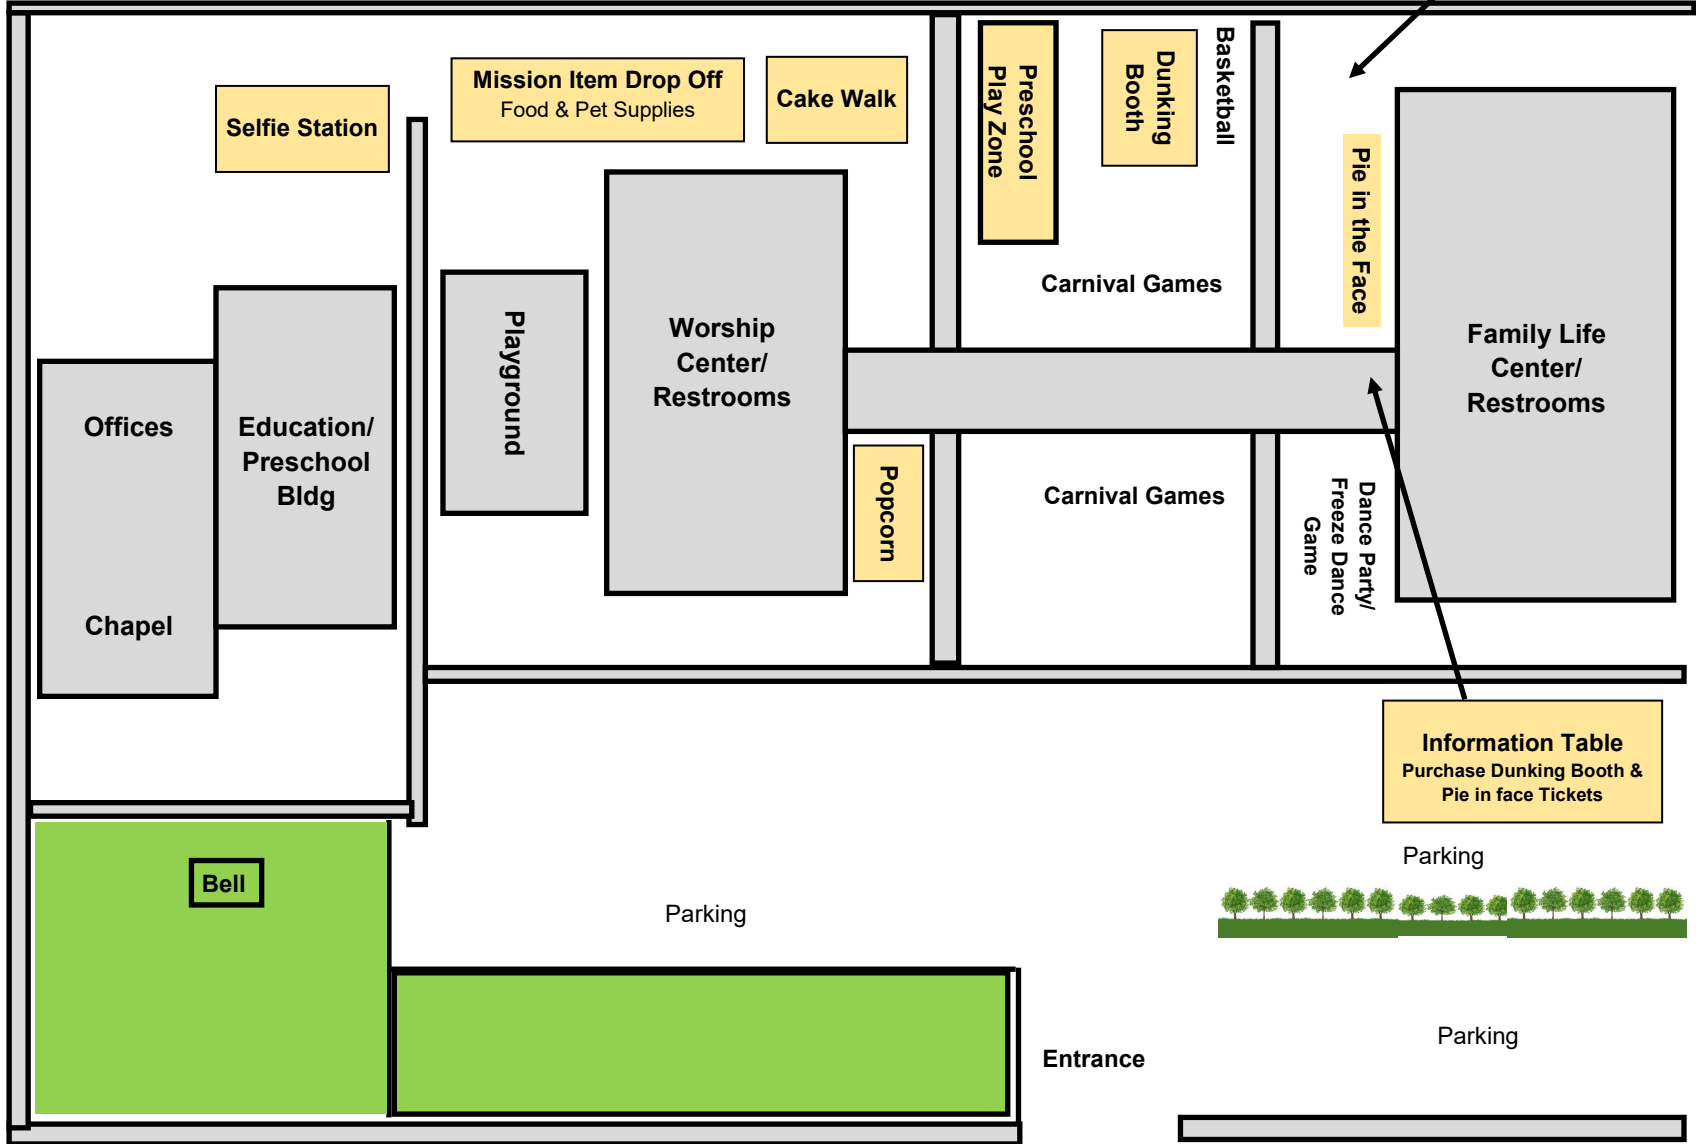 Selfie Station
Mission Item Drop Off
Food & Pet Supplies
Cake Walk
Preschool
Play Zone
Dunking
Booth
Basketball
Pie in the Face
Carnival Games
Playground
Worship
Center/
Restrooms
Family Life
Center/
Restrooms
Offices
Education/
Preschool
Bldg
Chapel
Popcorn
Carnival Games
Dance Party/
Freeze Dance
Game
Information Table
Purchase Dunking Booth &
Pie in face Tickets
Bell
Parking
Parking
Parking
Entrance